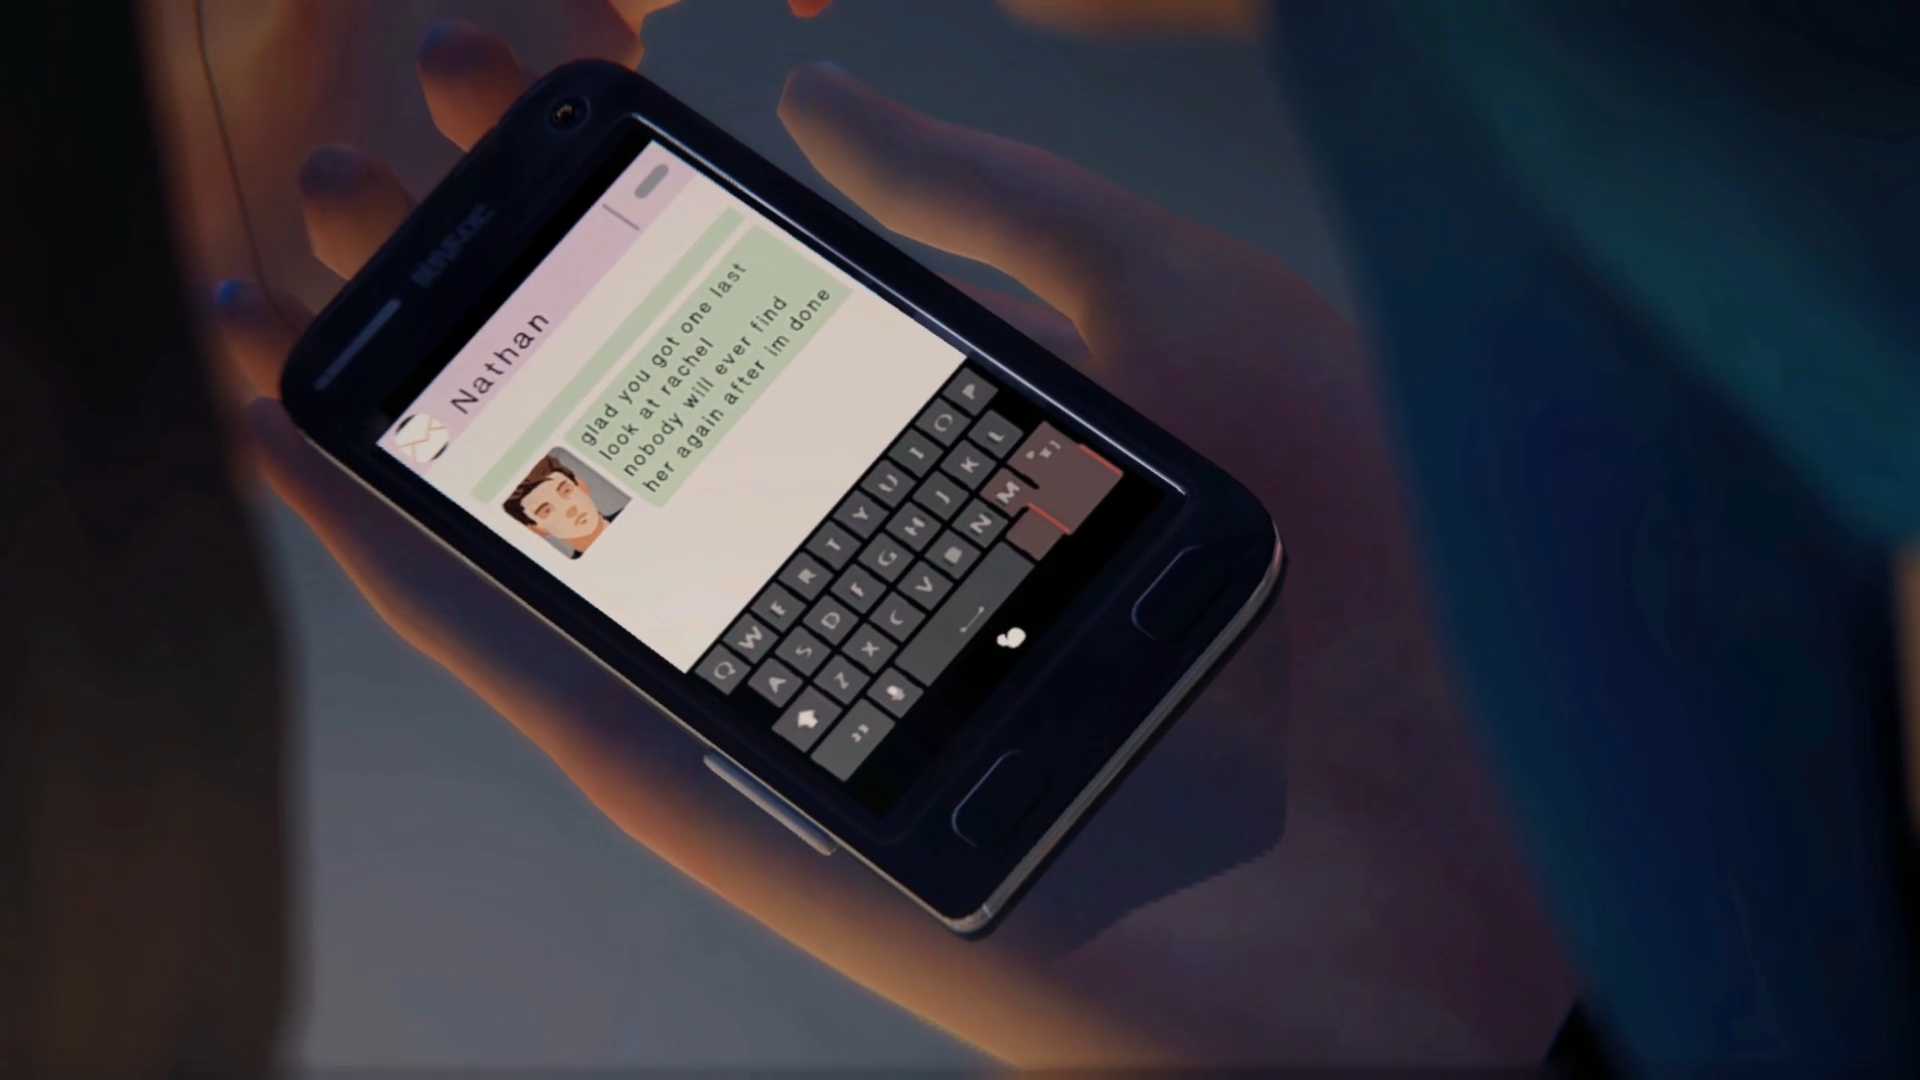 Nathan
glad you got one last
look at rachel
nobody will ever find
her again after im done
Q W E R T Y U I O P
A S D F G H J K L
Z X C V B N M